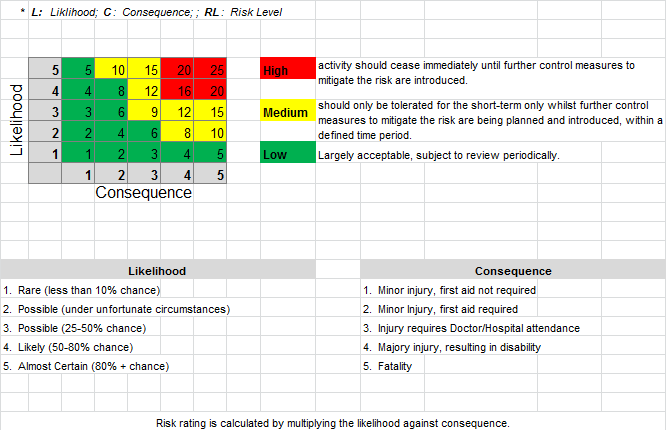 * L: Liklihood; C: Consequence; ; RL: Risk Level
Likelihood
5 5 10 15 20 25
4 4 8 12 16 20
3 3 6 9 12 15
2 2 4 6 8 10
1 1 2 3 4 5
1 2 3 4 5
Consequence
High
activity should cease immediately until further control measures to
mitigate the risk are introduced.
Medium
should only be tolerated for the short-term only whilst further control
measures to mitigate the risk are being planned and introduced, within a
defined time period.
Low
Largely acceptable, subject to review periodically.
Likelihood
1. Rare (less than 10% chance)
2. Possible (under unfortunate circumstances)
3. Possible (25-50% chance)
4. Likely (50-80% chance)
5. Almost Certain (80% + chance)
Consequence
1. Minor injury, first aid not required
2. Minor Injury, first aid required
3. Injury requires Doctor/Hospital attendance
4. Majory injury, resulting in disability
5. Fatality
Risk rating is calculated by multiplying the likelihood against consequence.